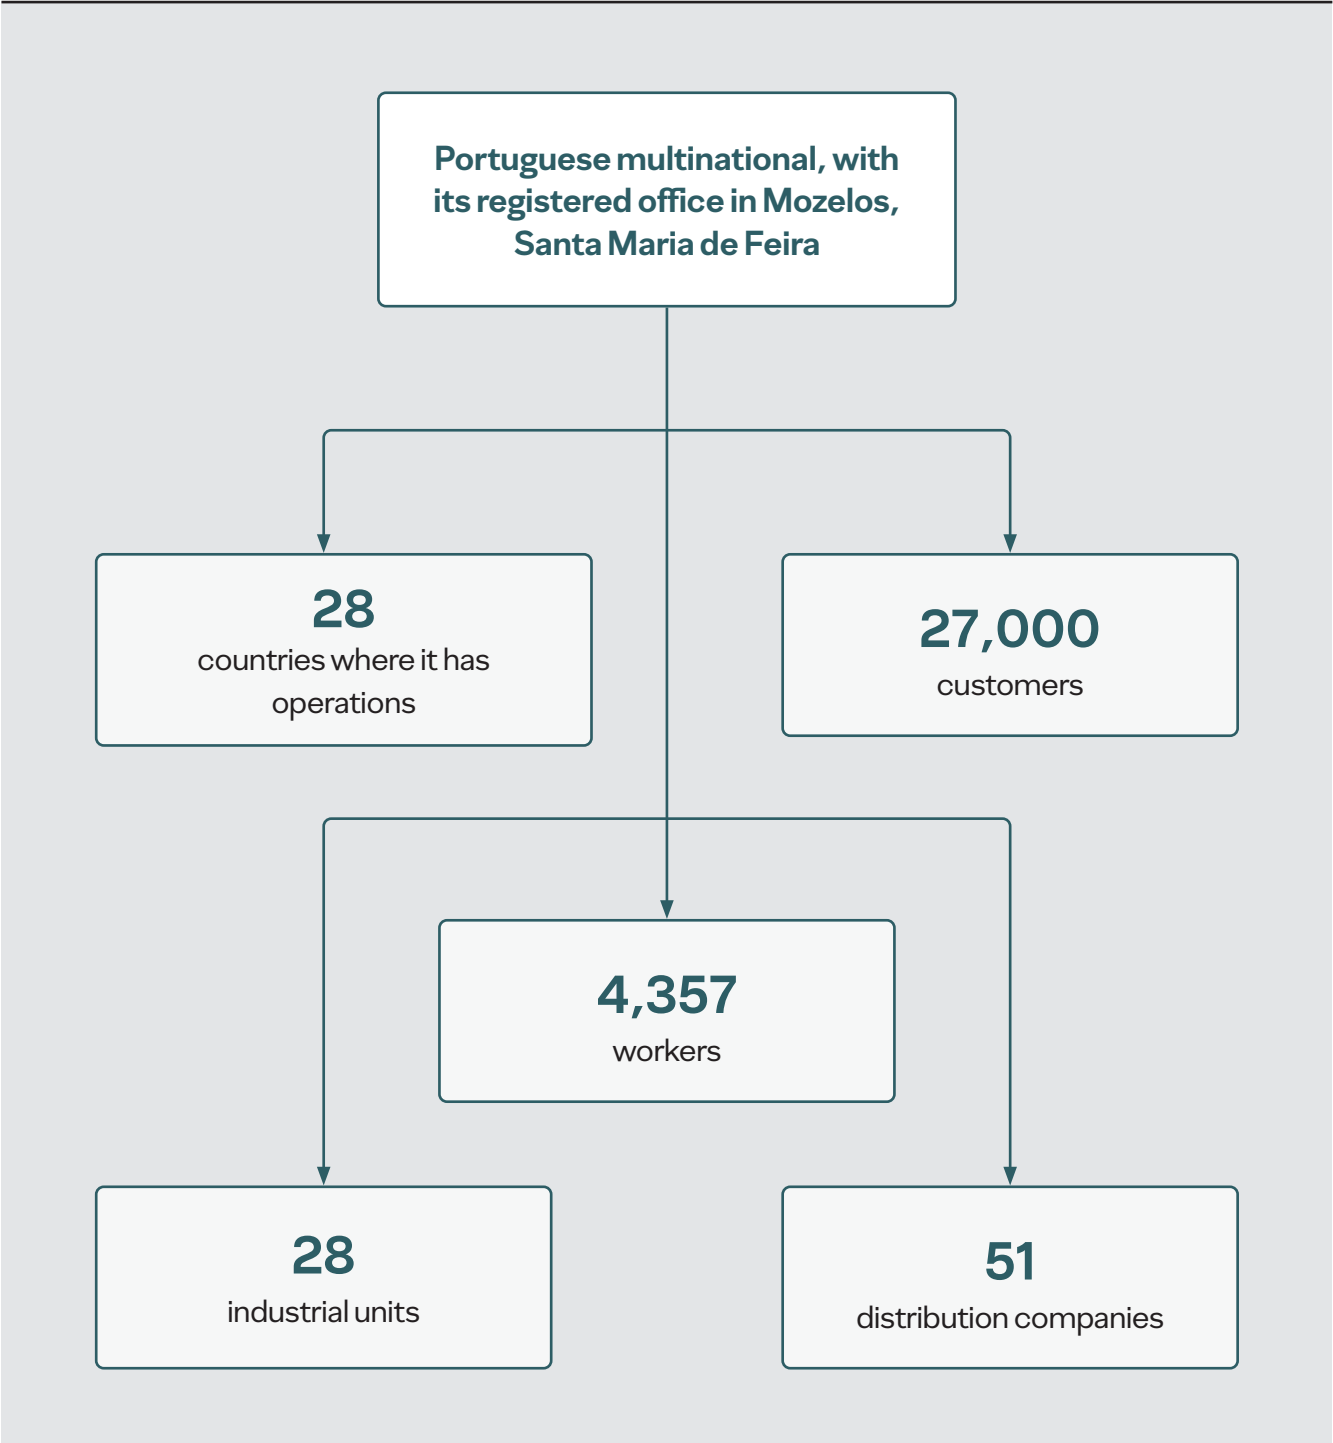 Portuguese multinational, with
its registered office in Mozelos,
Santa Maria de Feira
28
countries where it has
operations
27,000
customers
4,357
workers
28
industrial units
51
distribution companies